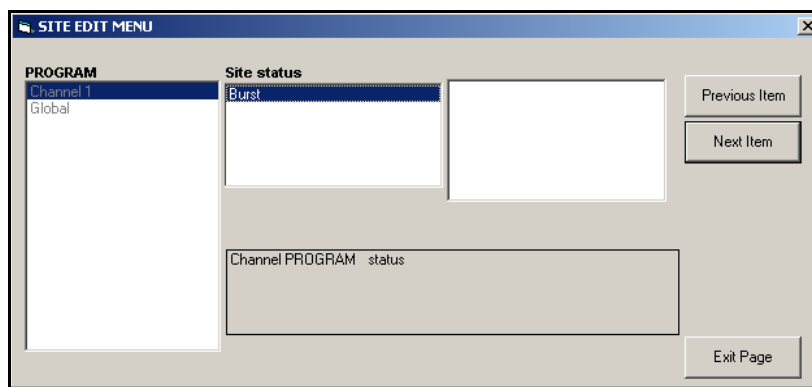 SITE EDIT MENU
PROGRAM
Channel 1
Global
Site status
Burst
Previous Item
Next Item
Channel PROGRAM status
Exit Page